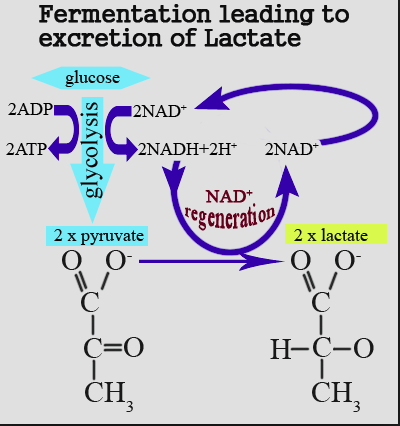 Fermentation leading to
excretion of Lactate
glucose
glycolysis
2ADP
2NAD⁺
2ATP
2NADH+2H⁺
2NAD⁺
NAD⁺
regeneration
2 x pyruvate
2 x lactate
O O⁻
C
C=O
CH₃
O O⁻
C
H–C–O
CH₃